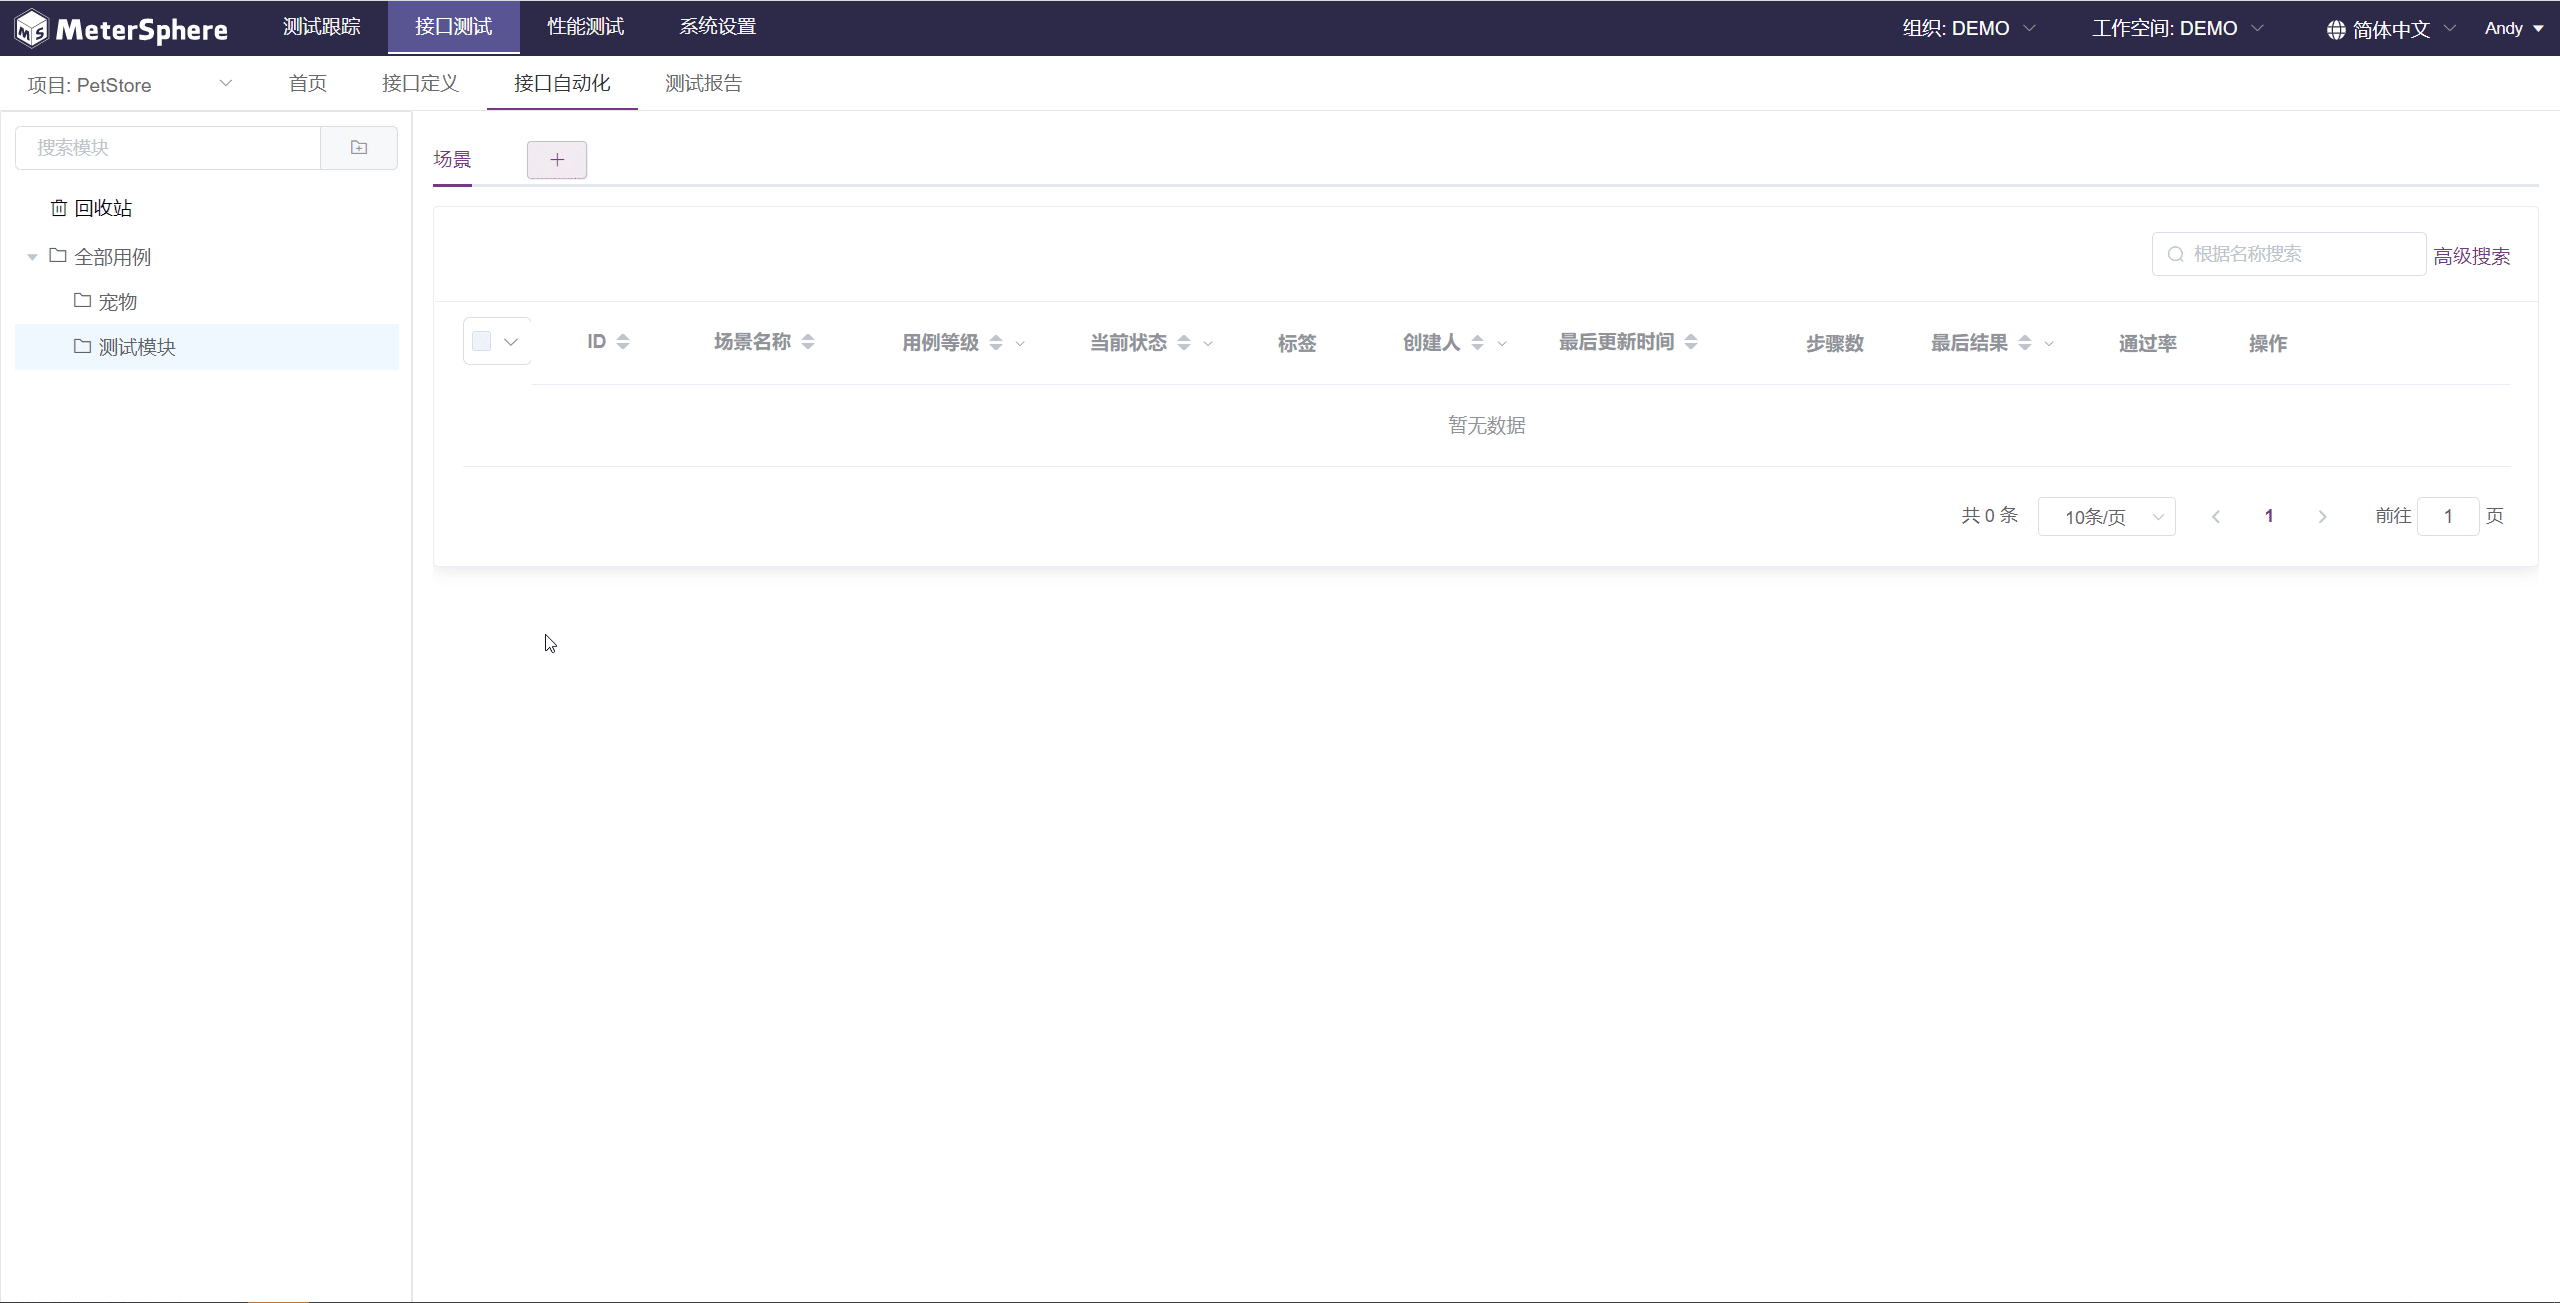 MeterSphere 测试跟踪 接口测试 性能测试 系统设置 组织: DEMO 工作空间: DEMO 简体中文 Andy
项目: PetStore 首页 接口定义 接口自动化 测试报告
搜索模块
回收站
全部用例
宠物
测试模块
场景
根据名称搜索 高级搜索
ID 场景名称 用例等级 当前状态 标签 创建人 最后更新时间 步骤数 最后结果 通过率 操作
暂无数据
共 0 条 10条/页 1 前往 1 页